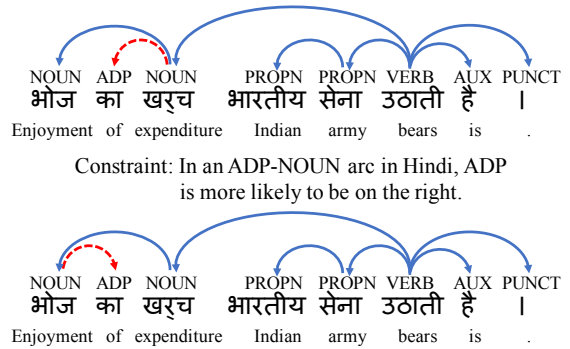 NOUN ADP NOUN PROPN PROPN VERB AUX PUNCT
भोज का खर्च भारतीय सेना उठाती है ।
Enjoyment of expenditure Indian army bears is .
Constraint: In an ADP-NOUN arc in Hindi, ADP
is more likely to be on the right.
NOUN ADP NOUN PROPN PROPN VERB AUX PUNCT
भोज का खर्च भारतीय सेना उठाती है ।
Enjoyment of expenditure Indian army bears is .